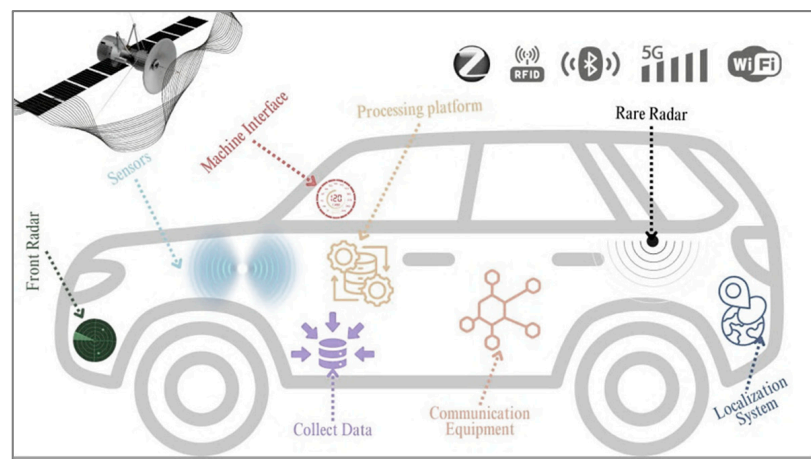 5G
RFID
WiFi
Processing platform
Rare Radar
Machine Interface
Sensors
120
Front Radar
Localization
System
Communication
Equipment
Collect Data